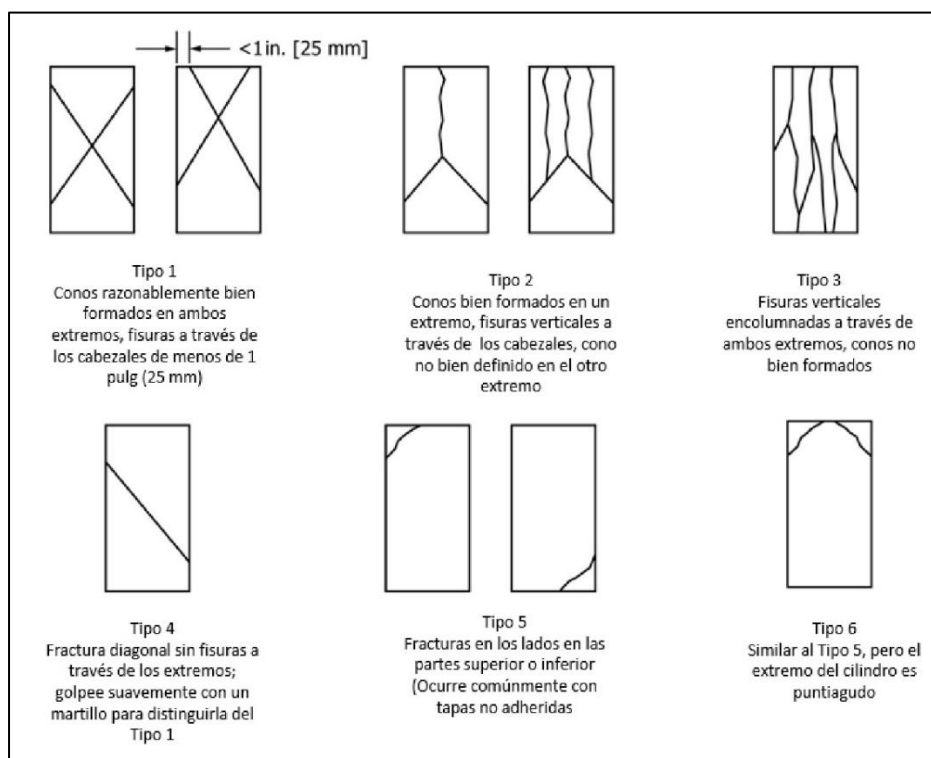 <1 in. [25 mm]
Tipo 1
Conos razonablemente bien
formados en ambos
extremos, fisuras a través de
los cabezales de menos de 1
pulg (25 mm)
Tipo 2
Conos bien formados en un
extremo, fisuras verticales a
través de los cabezales, cono
no bien definido en el otro
extremo
Tipo 3
Fisuras verticales
encolumnadas a través de
ambos extremos, conos no
bien formados
Tipo 4
Fractura diagonal sin fisuras a
través de los extremos;
golpee suavemente con un
martillo para distinguirla del
Tipo 1
Tipo 5
Fracturas en los lados en las
partes superior o inferior
(Ocurre comúnmente con
tapas no adheridas
Tipo 6
Similar al Tipo 5, pero el
extremo del cilindro es
puntiagudo